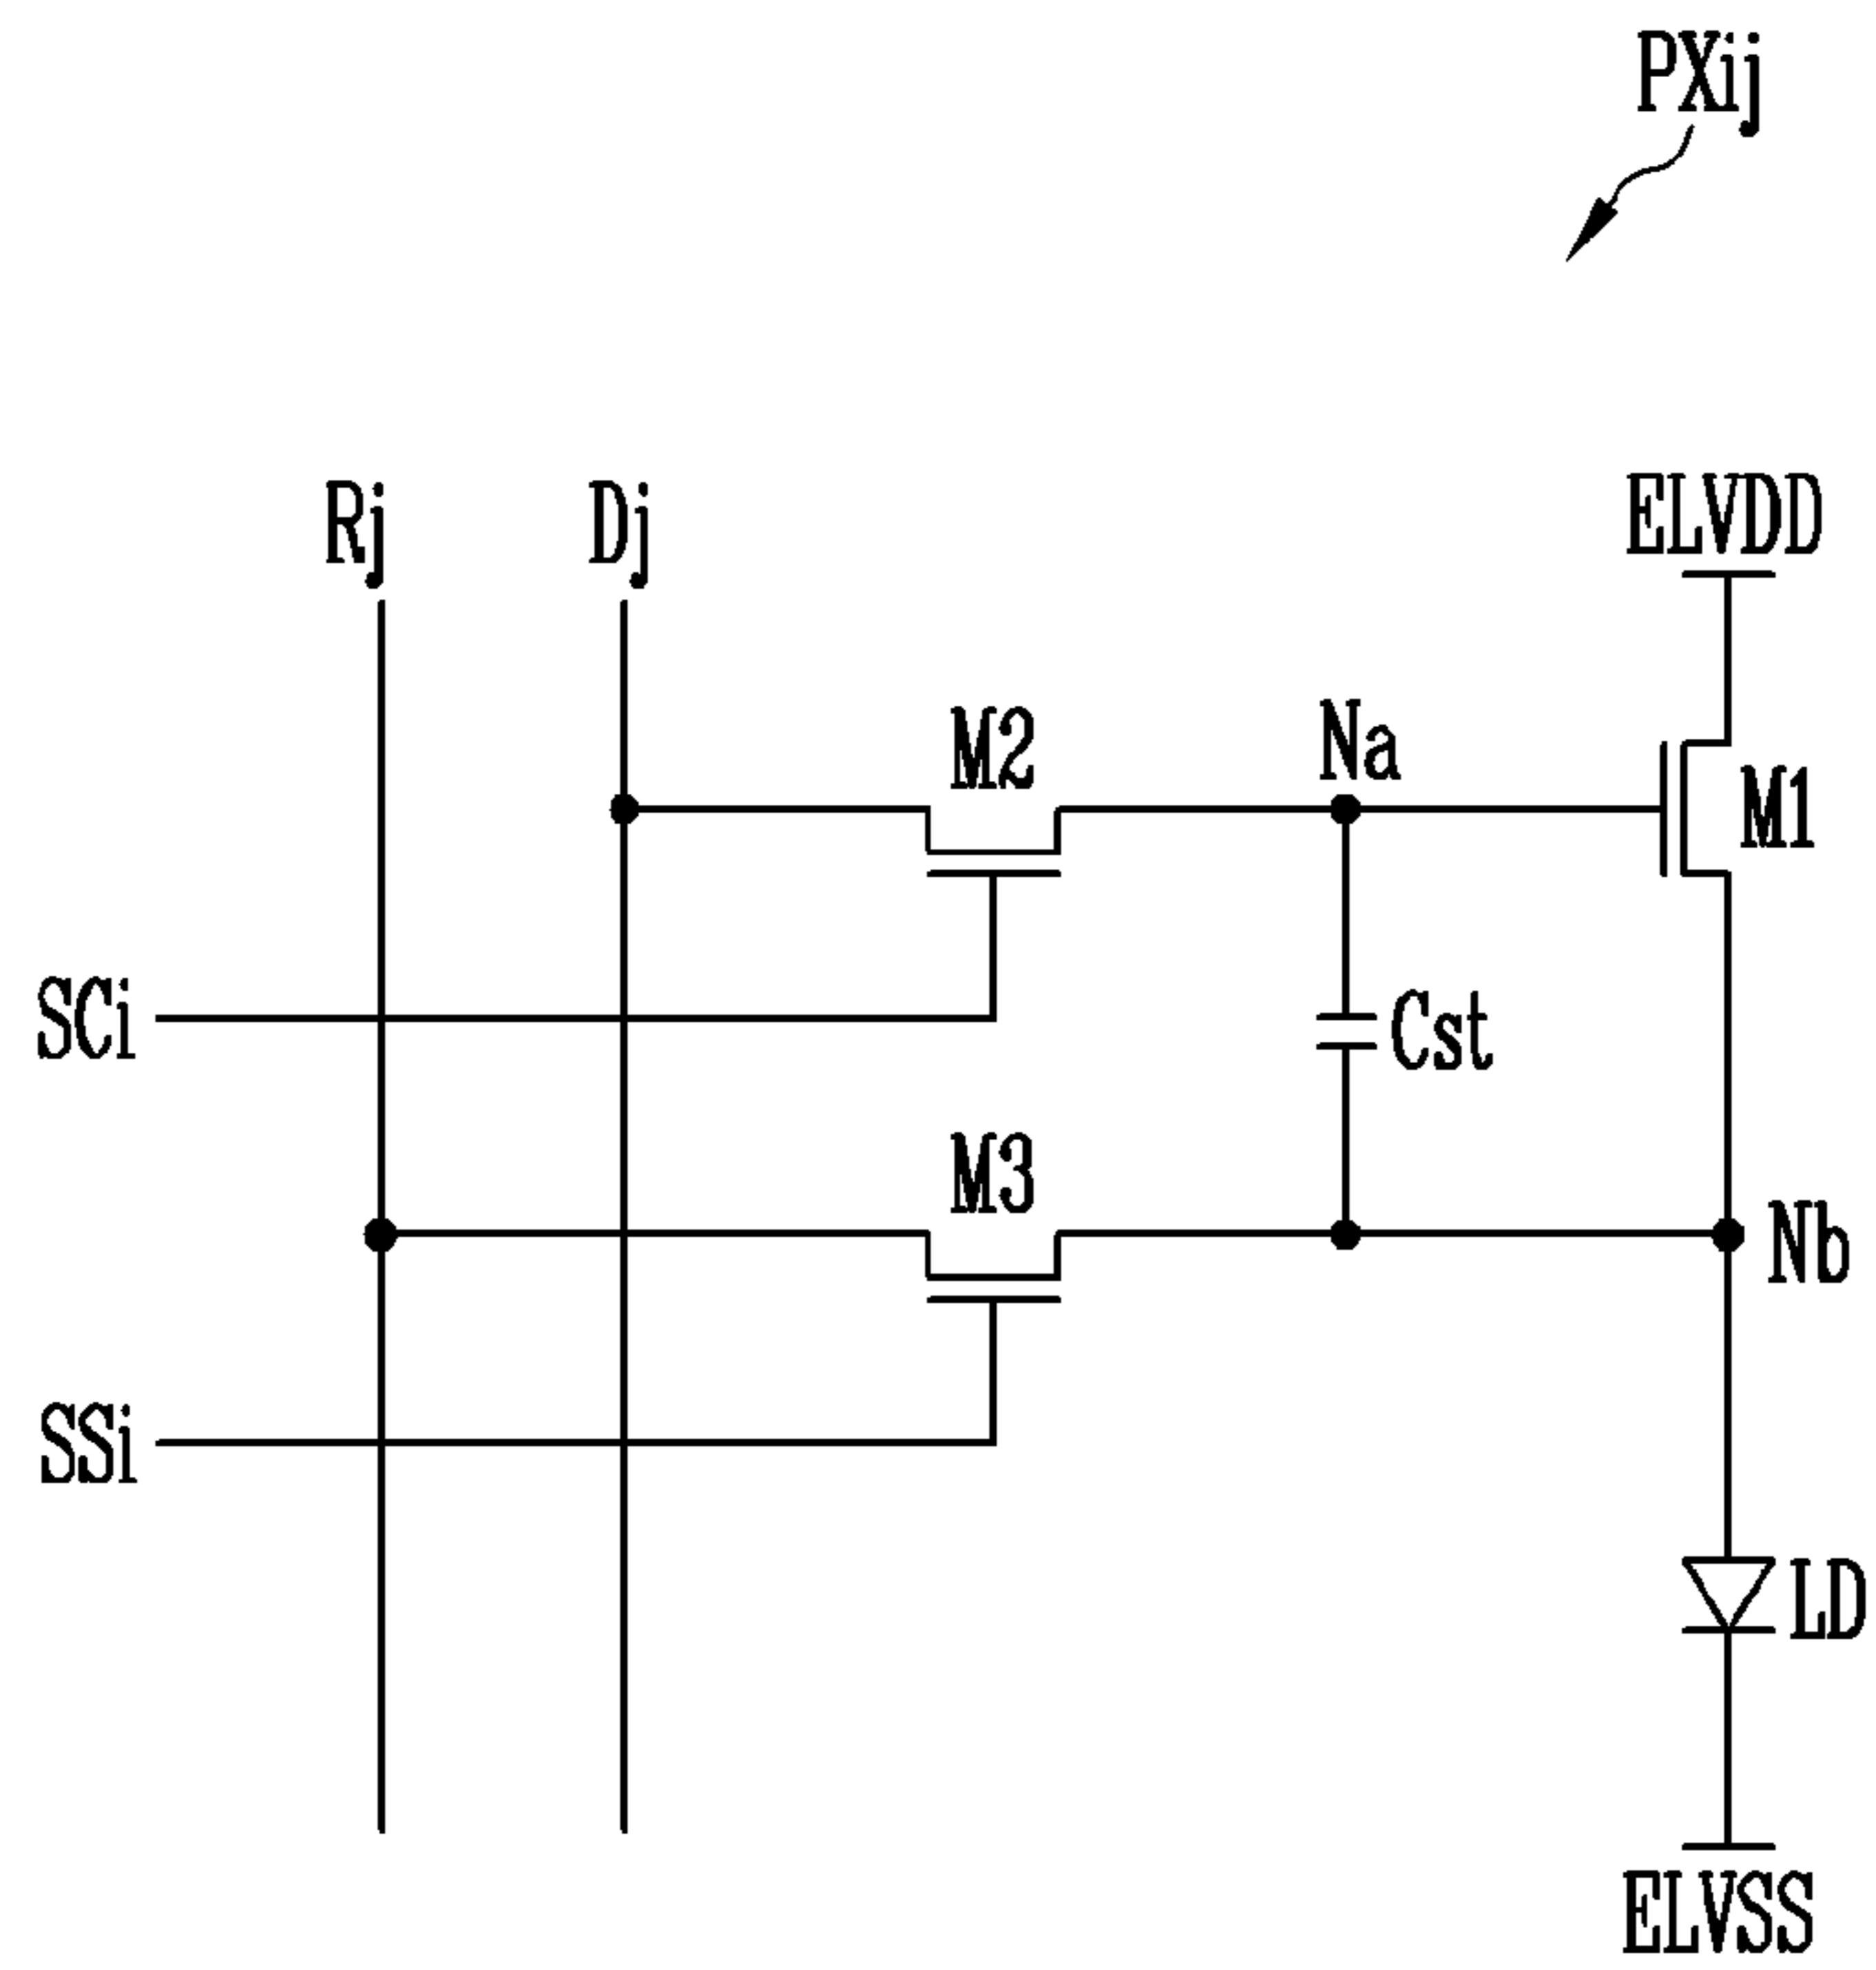 PXij
Rj
Dj
ELVDD
M2
Na
M1
SCi
Cst
M3
Nb
SSi
LD
ELVSS